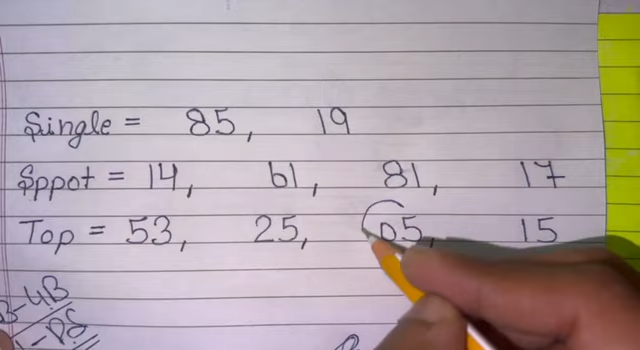 Single = 85, 19
Sppot = 14, 61, 81, 17
Top = 53, 25, 05, 15